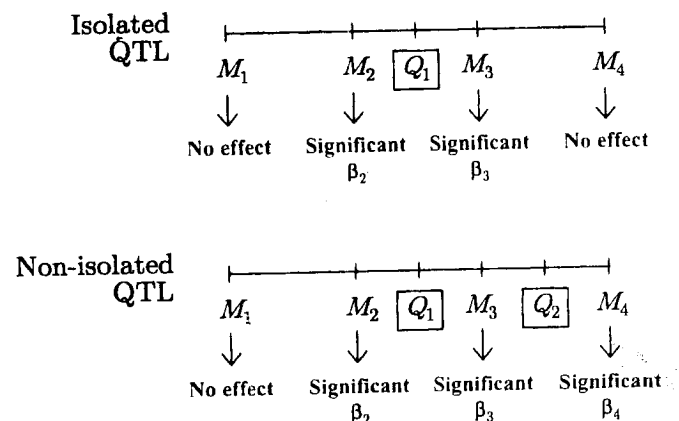 Isolated
QTL
M₁ M₂ Q₁ M₃ M₄
No effect Significant Significant No effect
β₂ β₃
Non-isolated
QTL
M₁ M₂ Q₁ M₃ Q₂ M₄
No effect Significant Significant Significant
β₂ β₃ β₄